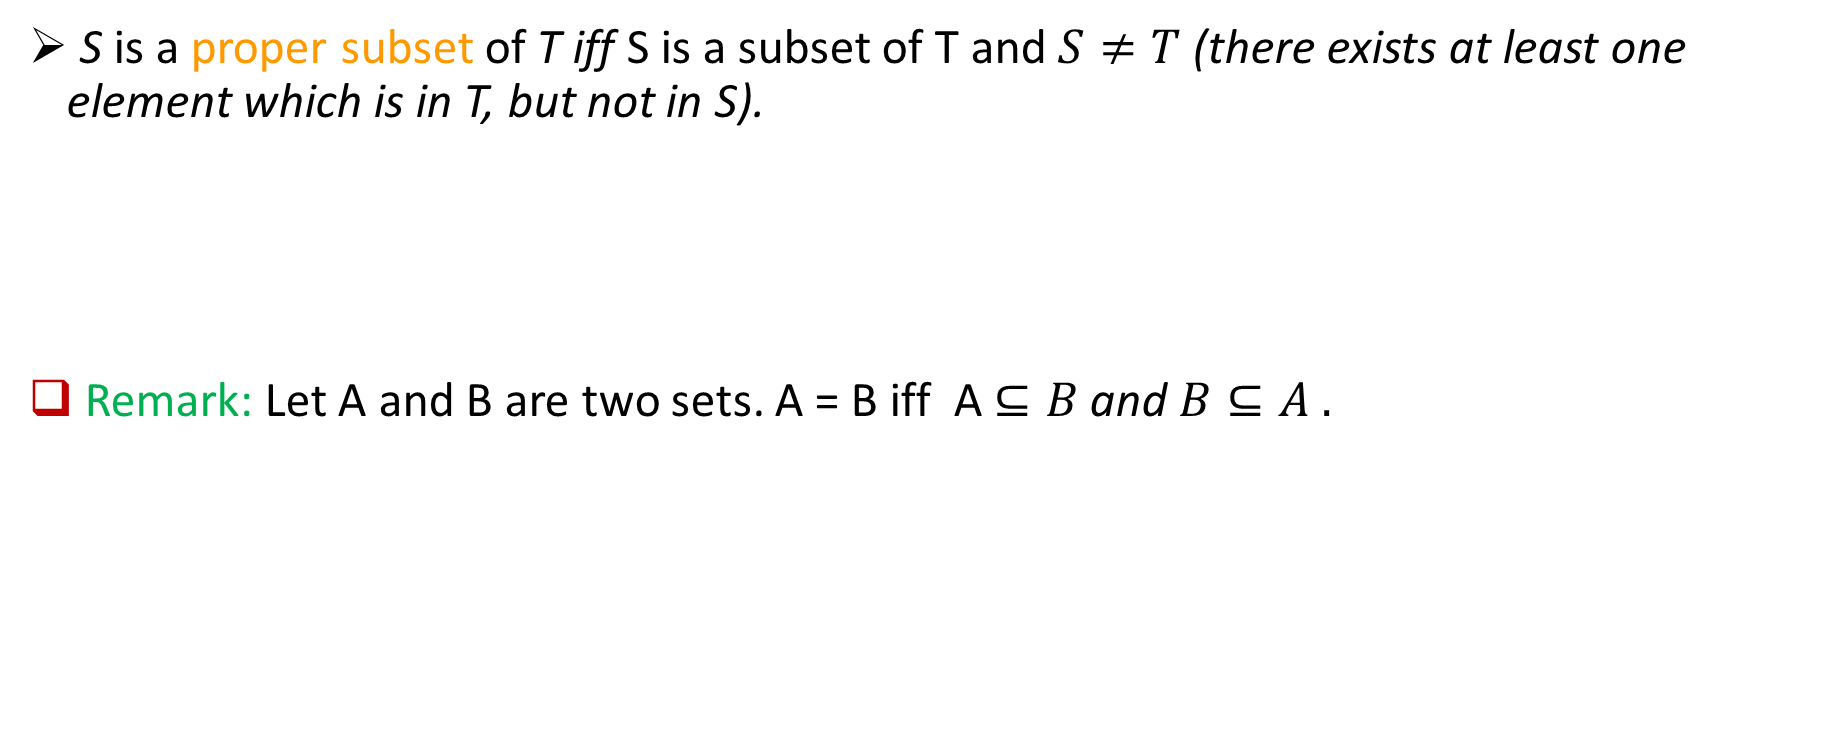 ➢ S is a proper subset of T iff S is a subset of T and S ≠ T (there exists at least one
element which is in T, but not in S).
❑ Remark: Let A and B are two sets. A = B iff A ⊆ B and B ⊆ A .